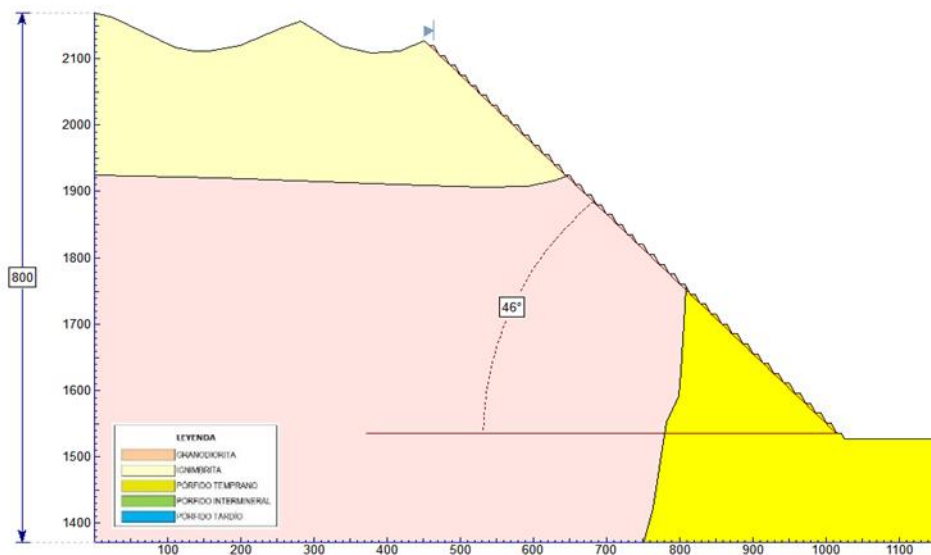 2100
2000
1900
1800
1700
1600
1500
1400
800
46°
LEYENDA
GRANODIORITA
IGNIMBRITA
PÓRFIDO TEMPRANO
PÓRFIDO INTERMINERAL
PÓRFIDO TARDÍO
100 200 300 400 500 600 700 800 900 1000 1100